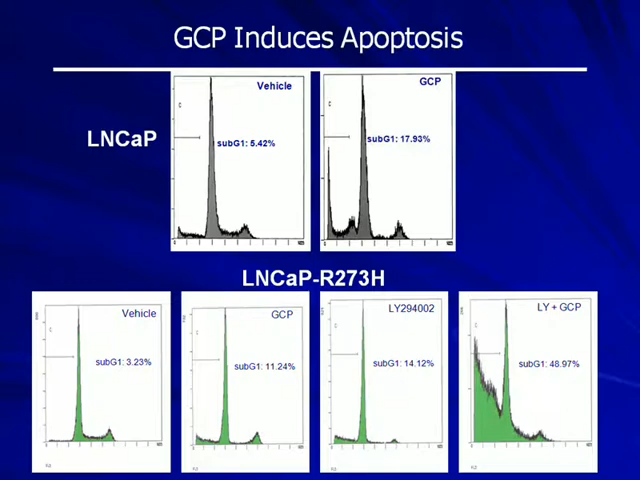 GCP Induces Apoptosis
LNCaP
Vehicle
subG1: 5.42%
GCP
subG1: 17.93%
LNCaP-R273H
Vehicle
subG1: 3.23%
GCP
subG1: 11.24%
LY294002
subG1: 14.12%
LY + GCP
subG1: 48.97%